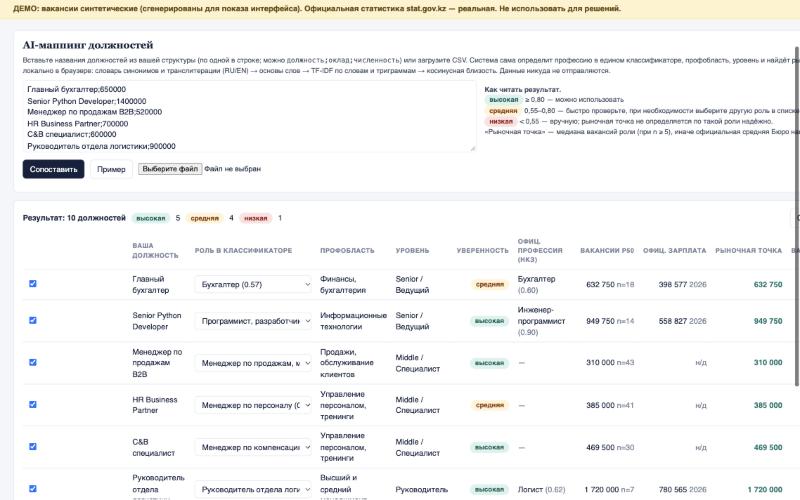 ДЕМО: вакансии синтетические (сгенерированы для показа интерфейса). Официальная статистика stat.gov.kz — реальная. Не использовать для решений.
AI-маппинг должностей
Вставьте названия должностей из вашей структуры (по одной в строке; можно должность;оклад;численность) или загрузите CSV. Система сама определит профессию в едином классификаторе, профобласть, уровень и найдёт
локально в браузере: словарь синонимов и транслитерации (RU/EN) → основы слов → TF-IDF по словам и триграммам → косинусная близость. Данные никуда не отправляются.
Главный бухгалтер;650000
Senior Python Developer;1400000
Менеджер по продажам B2B;520000
HR Business Partner;700000
C&B специалист;600000
Руководитель отдела логистики;900000
Как читать результат.
высокая ≥ 0,80 — можно использовать
средняя 0,55–0,80 — быстро проверьте, при необходимости выберите другую роль в
низкая < 0,55 — вручную; рыночная точка не определяется по такой роли надёжно.
«Рыночная точка» — медиана вакансий роли (при n ≥ 5), иначе официальная средняя Бюро
Сопоставить Пример Выберите файл Файл не выбран
Результат: 10 должностей высокая 5 средняя 4 низкая 1
ВАША ДОЛЖНОСТЬ РОЛЬ В КЛАССИФИКАТОРЕ ПРОФОБЛАСТЬ УРОВЕНЬ УВЕРЕННОСТЬ ОФИЦ. ПРОФЕССИЯ (НКЗ) ВАКАНСИИ P50 ОФИЦ. ЗАРПЛАТА РЫНОЧНАЯ ТОЧКА
Главный бухгалтер Бухгалтер (0.57) Финансы, бухгалтерия Senior / Ведущий средняя Бухгалтер (0.60) 632 750 n=18 398 577 2026 632 750
Senior Python Developer Программист, разработчик Информационные технологии Senior / Ведущий высокая Инженер-программист (0.90) 949 750 n=14 558 827 2026 949 750
Менеджер по продажам B2B Менеджер по продажам, Продажи, обслуживание клиентов Middle / Специалист высокая — 310 000 n=43 н/д 310 000
HR Business Partner Менеджер по персоналу Управление персоналом, тренинги Middle / Специалист средняя — 385 000 n=41 н/д 385 000
C&B специалист Менеджер по Управление персоналом, тренинги Middle / Специалист высокая — 469 500 n=30 н/д 469 500
Руководитель отдела Руководитель отдела Высший и средний Руководитель высокая Логист (0.62) 1 720 000 n=7 780 565 2026 1 720 000